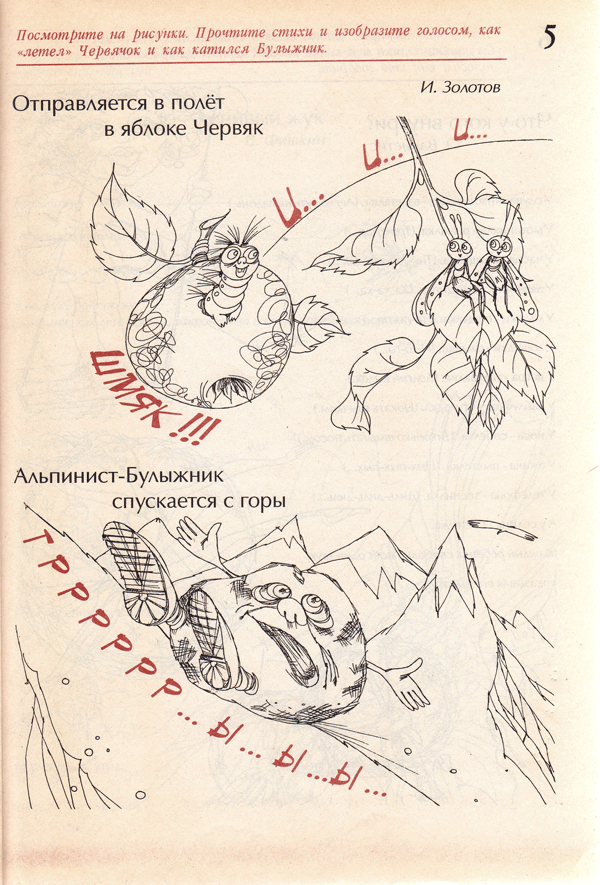 Посмотрите на рисунки. Прочтите стихи и изобразите голосом, как
«летел» Червячок и как катился Булыжник.
5
И. Золотов
Отправляется в полёт
в яблоке Червяк
И... И... И...
ШМЯК!!!
Альпинист-Булыжник
спускается с горы
ТРРРРРРР...Ы...Ы...Ы...